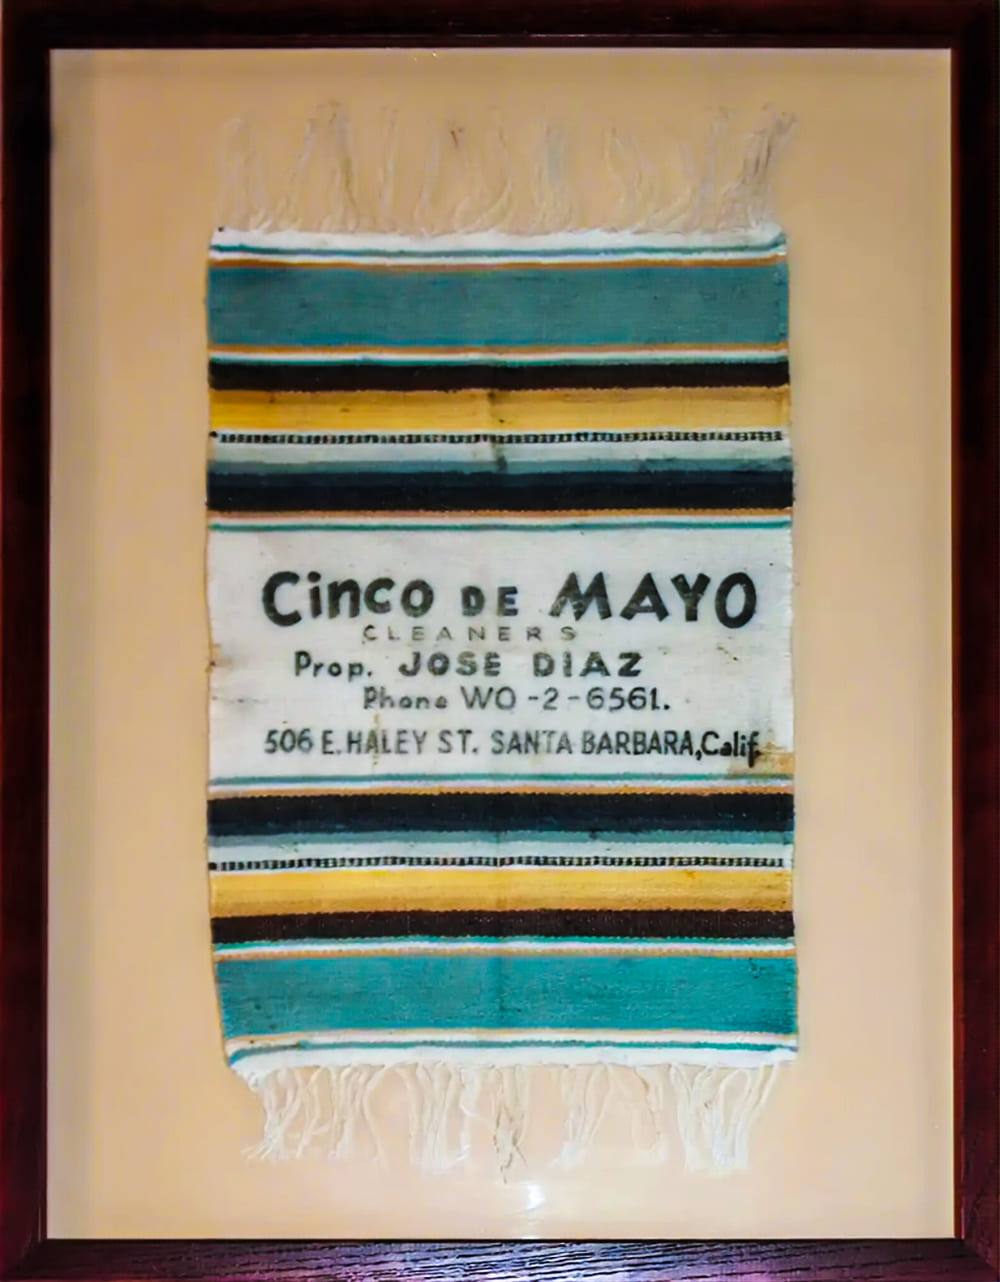 Cinco DE MAYO
CLEANERS
Prop. JOSE DIAZ
Phone WO-2-6561.
506 E. HALEY ST. SANTA BARBARA, Calif.